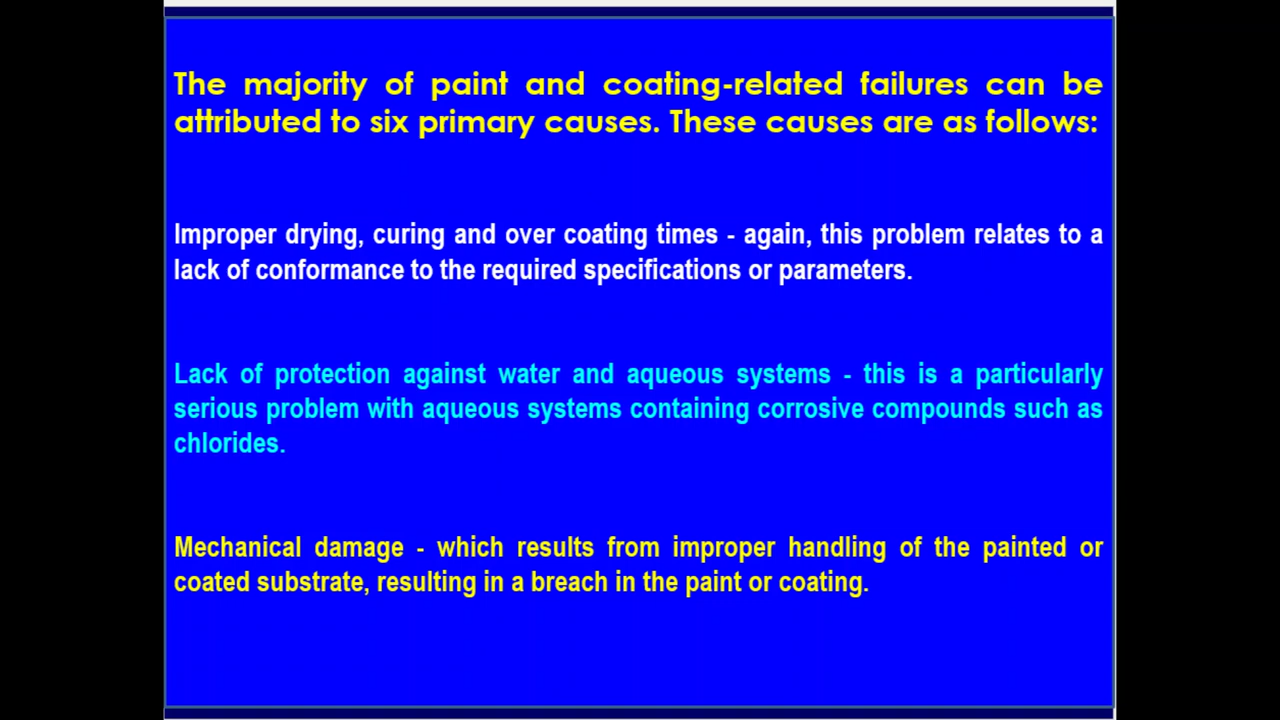 The majority of paint and coating-related failures can be
attributed to six primary causes. These causes are as follows:
Improper drying, curing and over coating times - again, this problem relates to a
lack of conformance to the required specifications or parameters.
Lack of protection against water and aqueous systems - this is a particularly
serious problem with aqueous systems containing corrosive compounds such as
chlorides.
Mechanical damage - which results from improper handling of the painted or
coated substrate, resulting in a breach in the paint or coating.